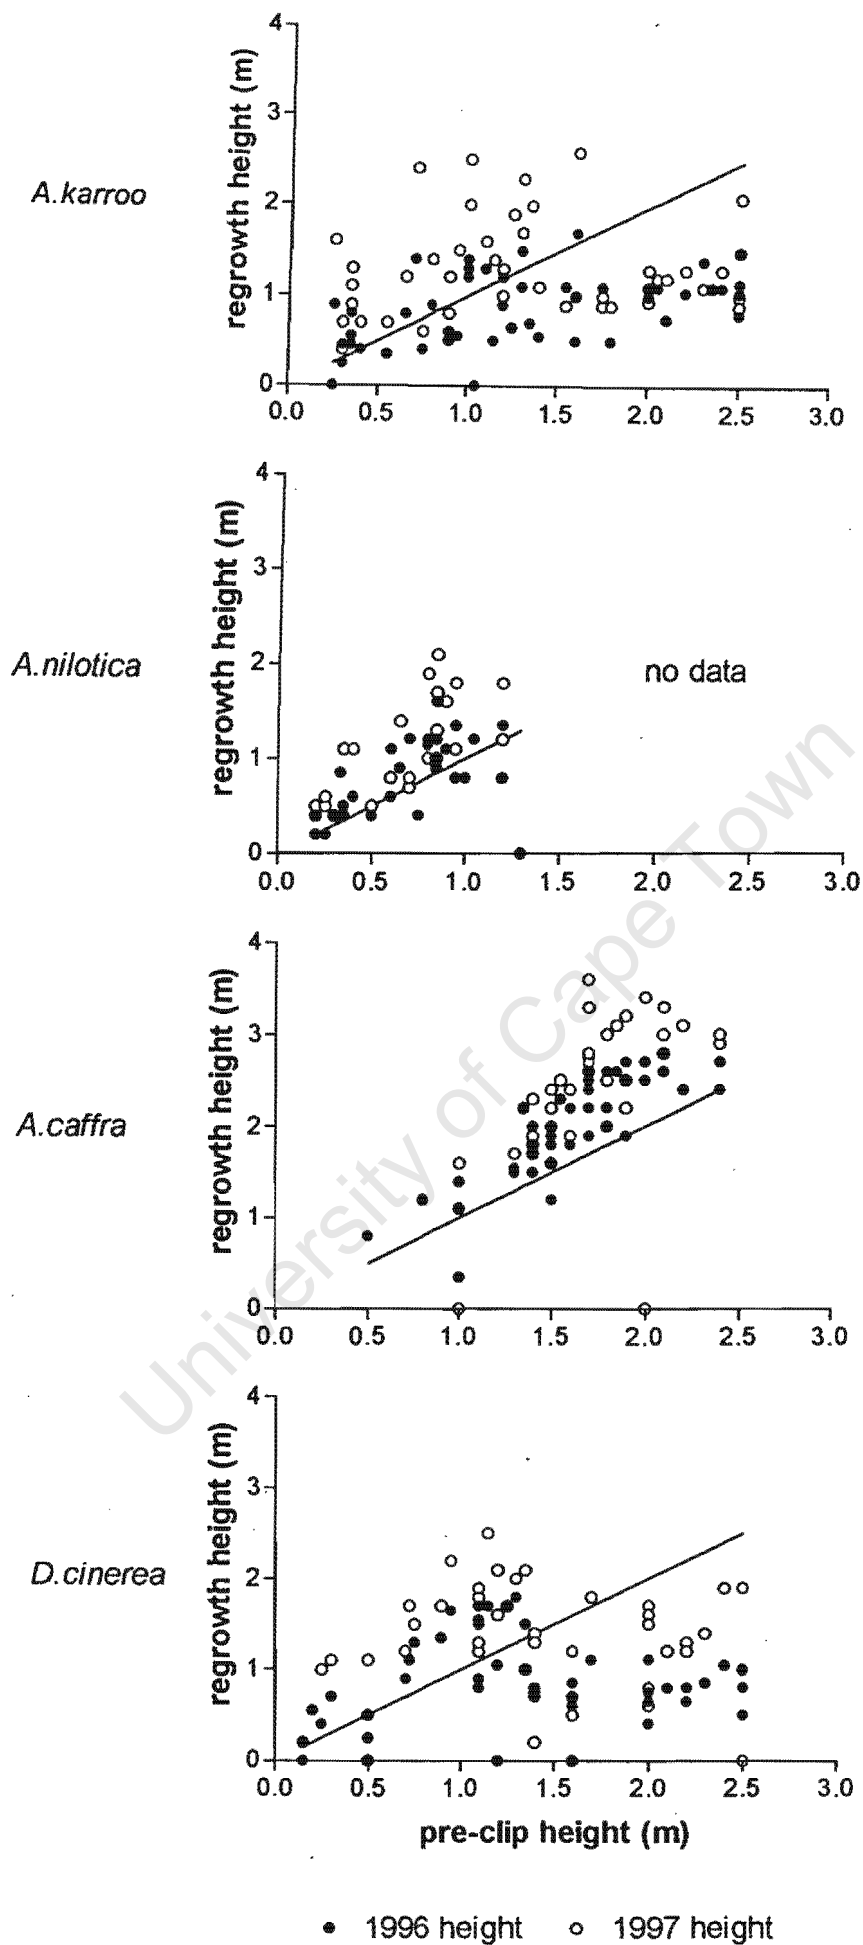 A.karroo
regrowth height (m)
4
3
2
1
0
0.0 0.5 1.0 1.5 2.0 2.5 3.0
A.nilotica
regrowth height (m)
4
3
2
1
0
no data
0.0 0.5 1.0 1.5 2.0 2.5 3.0
A.caffra
regrowth height (m)
4
3
2
1
0
0.0 0.5 1.0 1.5 2.0 2.5 3.0
D.cinerea
regrowth height (m)
4
3
2
1
0
0.0 0.5 1.0 1.5 2.0 2.5 3.0
pre-clip height (m)
1996 height 1997 height
University of Cape Town